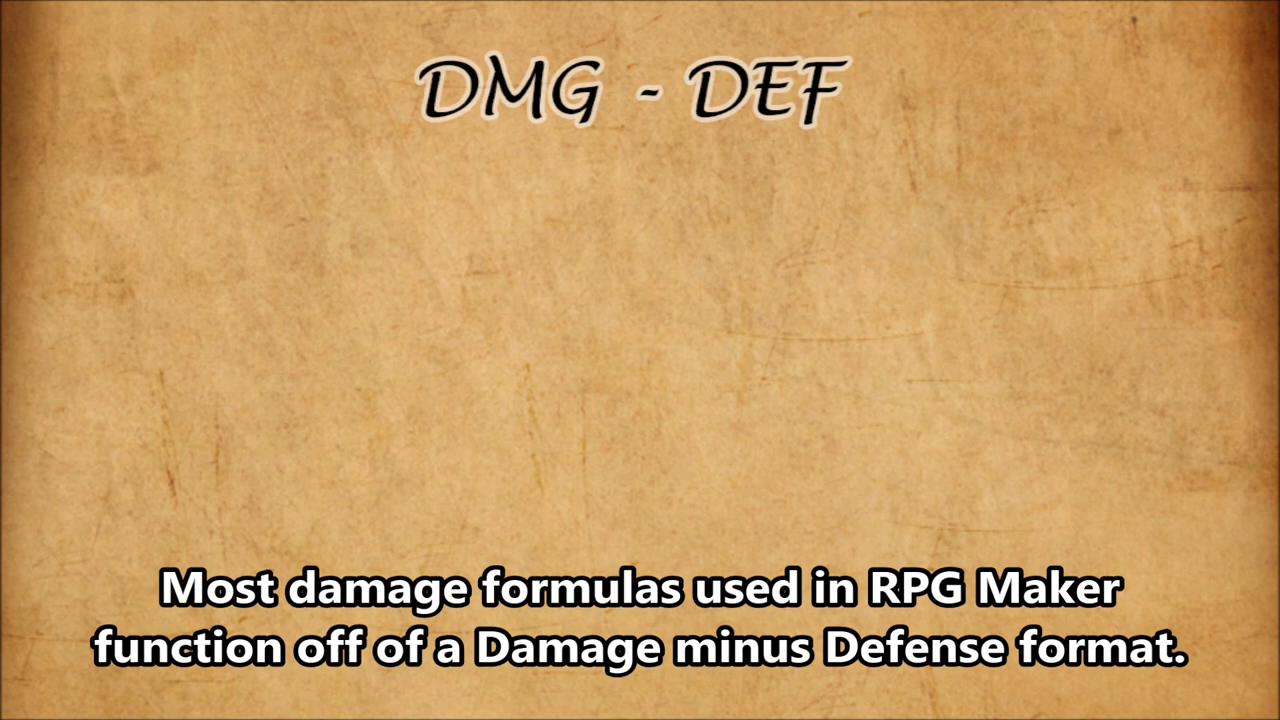 DMG - DEF
Most damage formulas used in RPG Maker
function off of a Damage minus Defense format.